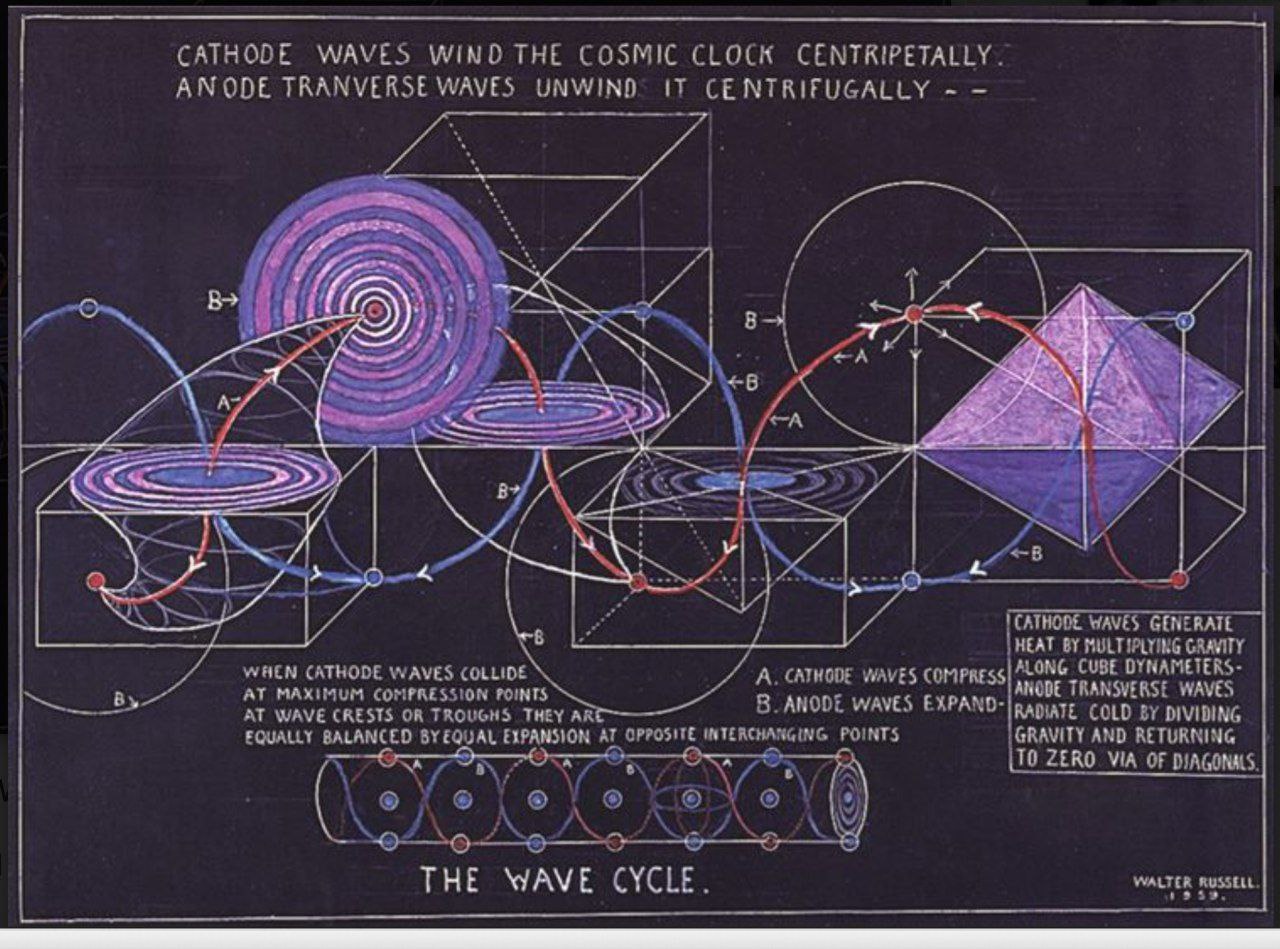 CATHODE WAVES WIND THE COSMIC CLOCK CENTRIPETALLY.
ANODE TRANVERSE WAVES UNWIND IT CENTRIFUGALLY - -
B→
A-
B→
←A
←B
←A
B→
←B
←B
B
WHEN CATHODE WAVES COLLIDE
AT MAXIMUM COMPRESSION POINTS
AT WAVE CRESTS OR TROUGHS THEY ARE
EQUALLY BALANCED BY EQUAL EXPANSION AT OPPOSITE INTERCHANGING POINTS
A. CATHODE WAVES COMPRESS
B. ANODE WAVES EXPAND-
CATHODE WAVES GENERATE
HEAT BY MULTIPLYING GRAVITY
ALONG CUBE DYNAMETERS-
ANODE TRANSVERSE WAVES
RADIATE COLD BY DIVIDING
GRAVITY AND RETURNING
TO ZERO VIA OF DIAGONALS.
A B A B A B
THE WAVE CYCLE.
WALTER RUSSELL.
1959.